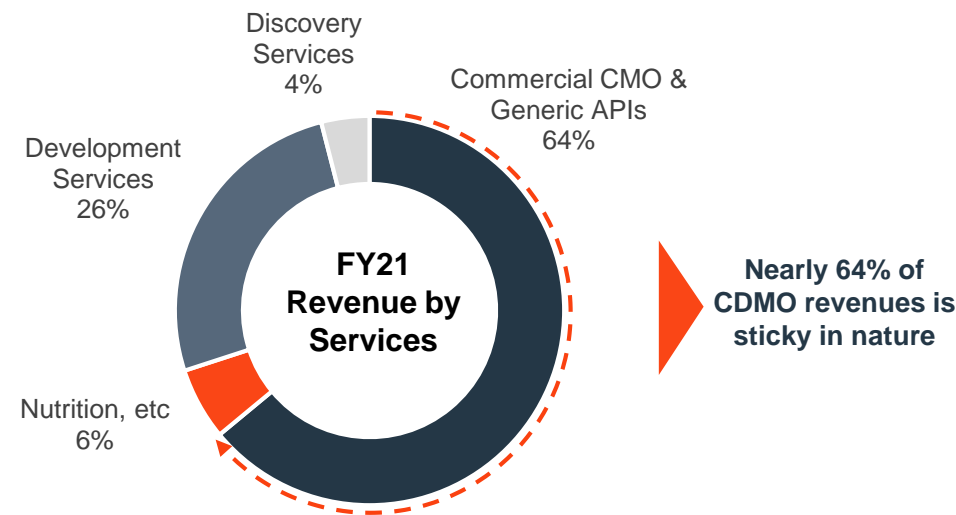 Discovery
Services
4%
Commercial CMO &
Generic APIs
64%
Development
Services
26%
FY21
Revenue by
Services
Nearly 64% of
CDMO revenues is
sticky in nature
Nutrition, etc
6%